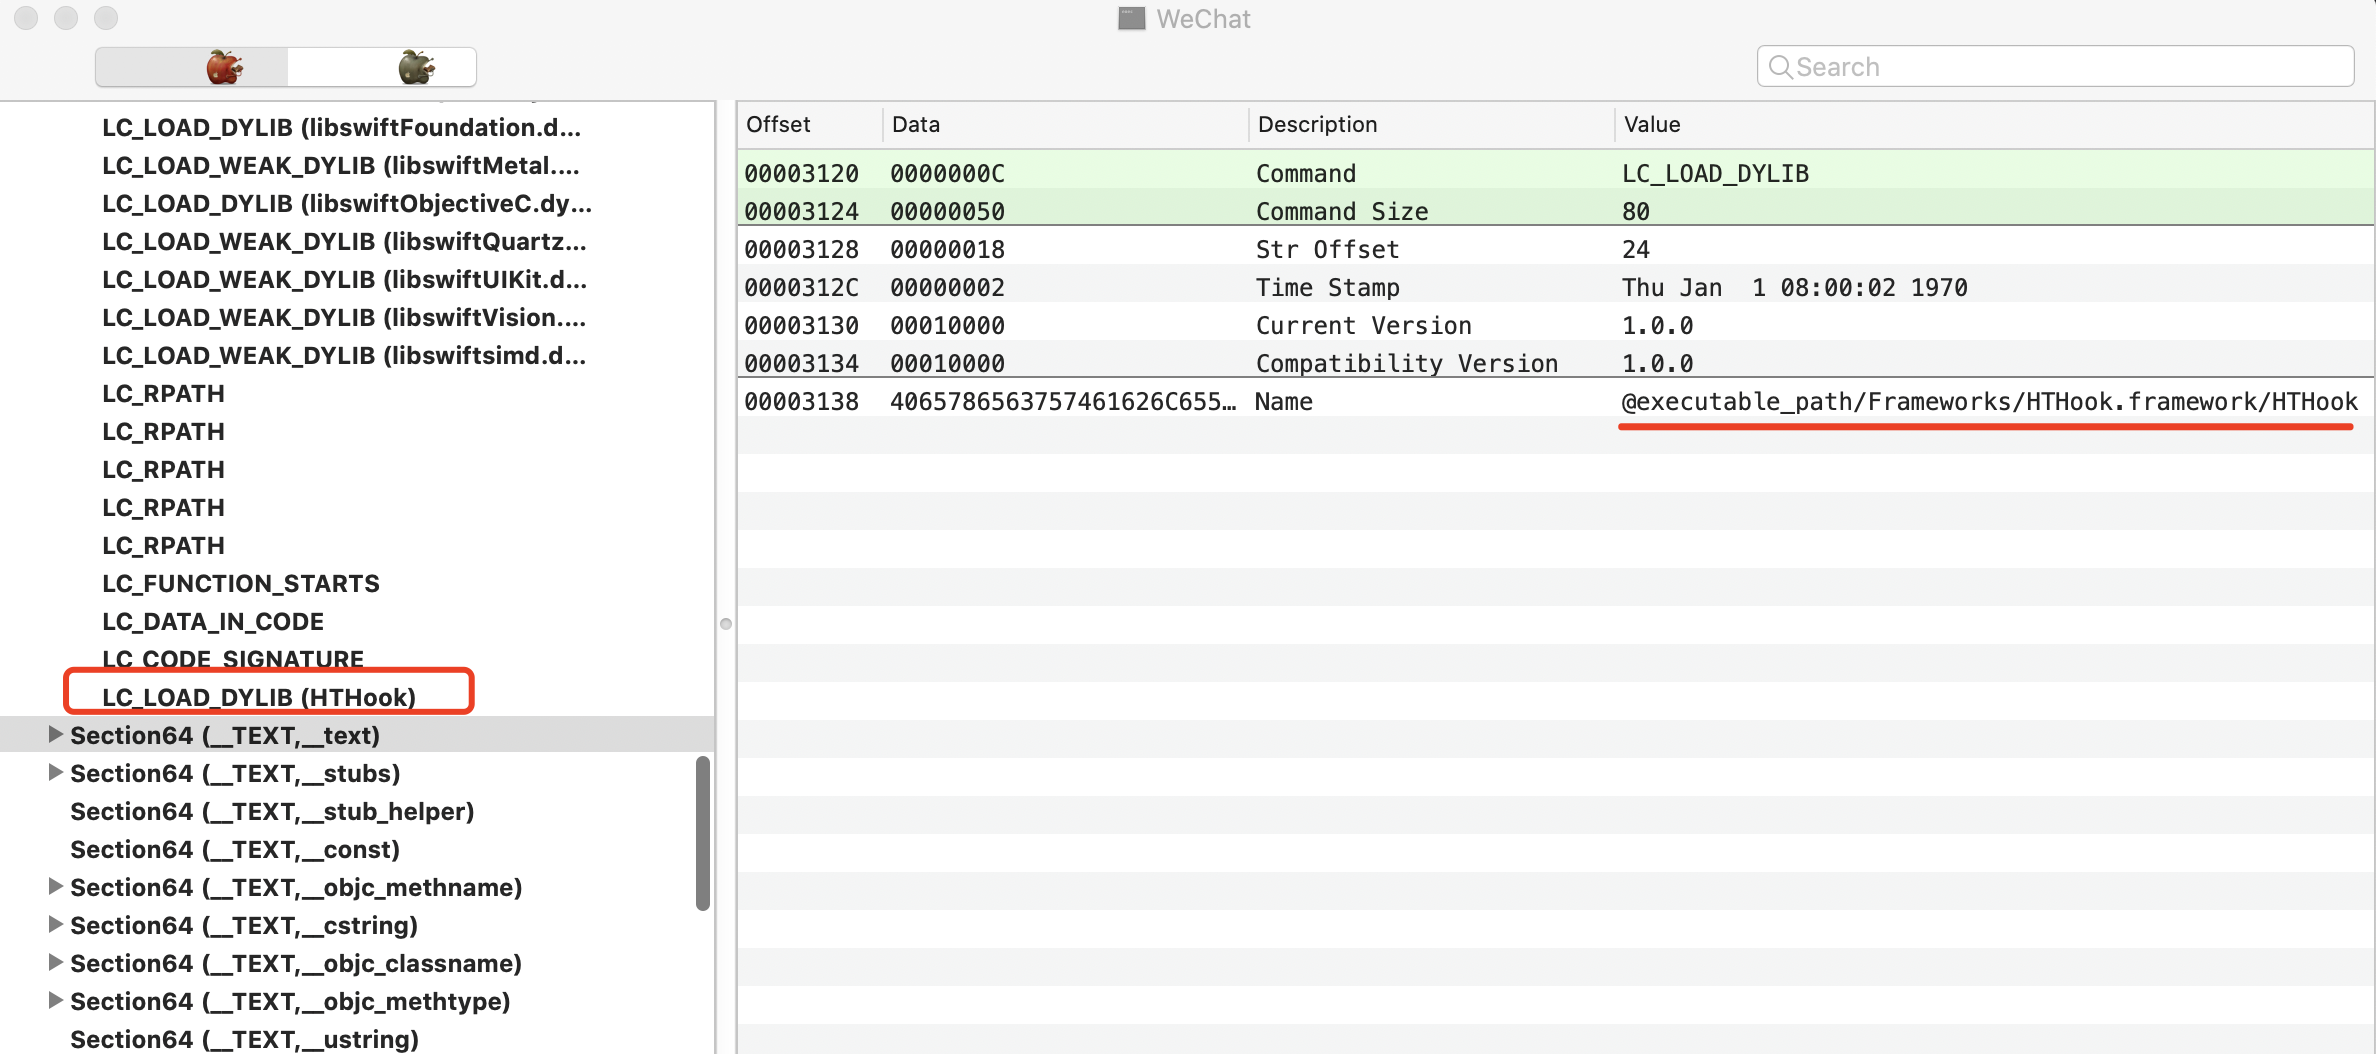 WeChat
Search
LC_LOAD_DYLIB (libswiftFoundation.d...
LC_LOAD_WEAK_DYLIB (libswiftMetal....
LC_LOAD_DYLIB (libswiftObjectiveC.dy...
LC_LOAD_WEAK_DYLIB (libswiftQuartz...
LC_LOAD_WEAK_DYLIB (libswiftUIKit.d...
LC_LOAD_WEAK_DYLIB (libswiftVision....
LC_LOAD_WEAK_DYLIB (libswiftsimd.d...
LC_RPATH
LC_RPATH
LC_RPATH
LC_RPATH
LC_RPATH
LC_FUNCTION_STARTS
LC_DATA_IN_CODE
LC_CODE_SIGNATURE
LC_LOAD_DYLIB (HTHook)
Section64 (__TEXT,__text)
Section64 (__TEXT,__stubs)
Section64 (__TEXT,__stub_helper)
Section64 (__TEXT,__const)
Section64 (__TEXT,__objc_methname)
Section64 (__TEXT,__cstring)
Section64 (__TEXT,__objc_classname)
Section64 (__TEXT,__objc_methtype)
Section64 (__TEXT,__ustring)
Offset Data Description Value
00003120 0000000C Command LC_LOAD_DYLIB
00003124 00000050 Command Size 80
00003128 00000018 Str Offset 24
0000312C 00000002 Time Stamp Thu Jan  1 08:00:02 1970
00003130 00010000 Current Version 1.0.0
00003134 00010000 Compatibility Version 1.0.0
00003138 4065786563757461626C655… Name @executable_path/Frameworks/HTHook.framework/HTHook